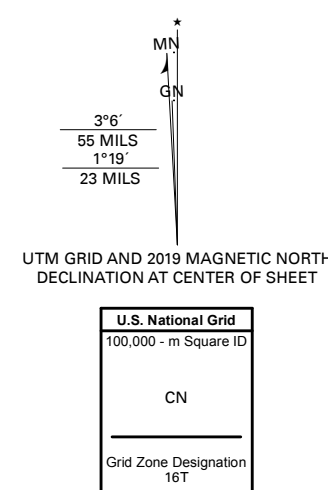 ★
MN
GN
3°6´
55 MILS
1°19´
23 MILS
UTM GRID AND 2019 MAGNETIC NORTH
DECLINATION AT CENTER OF SHEET
U.S. National Grid
100,000 - m Square ID
CN
Grid Zone Designation
16T